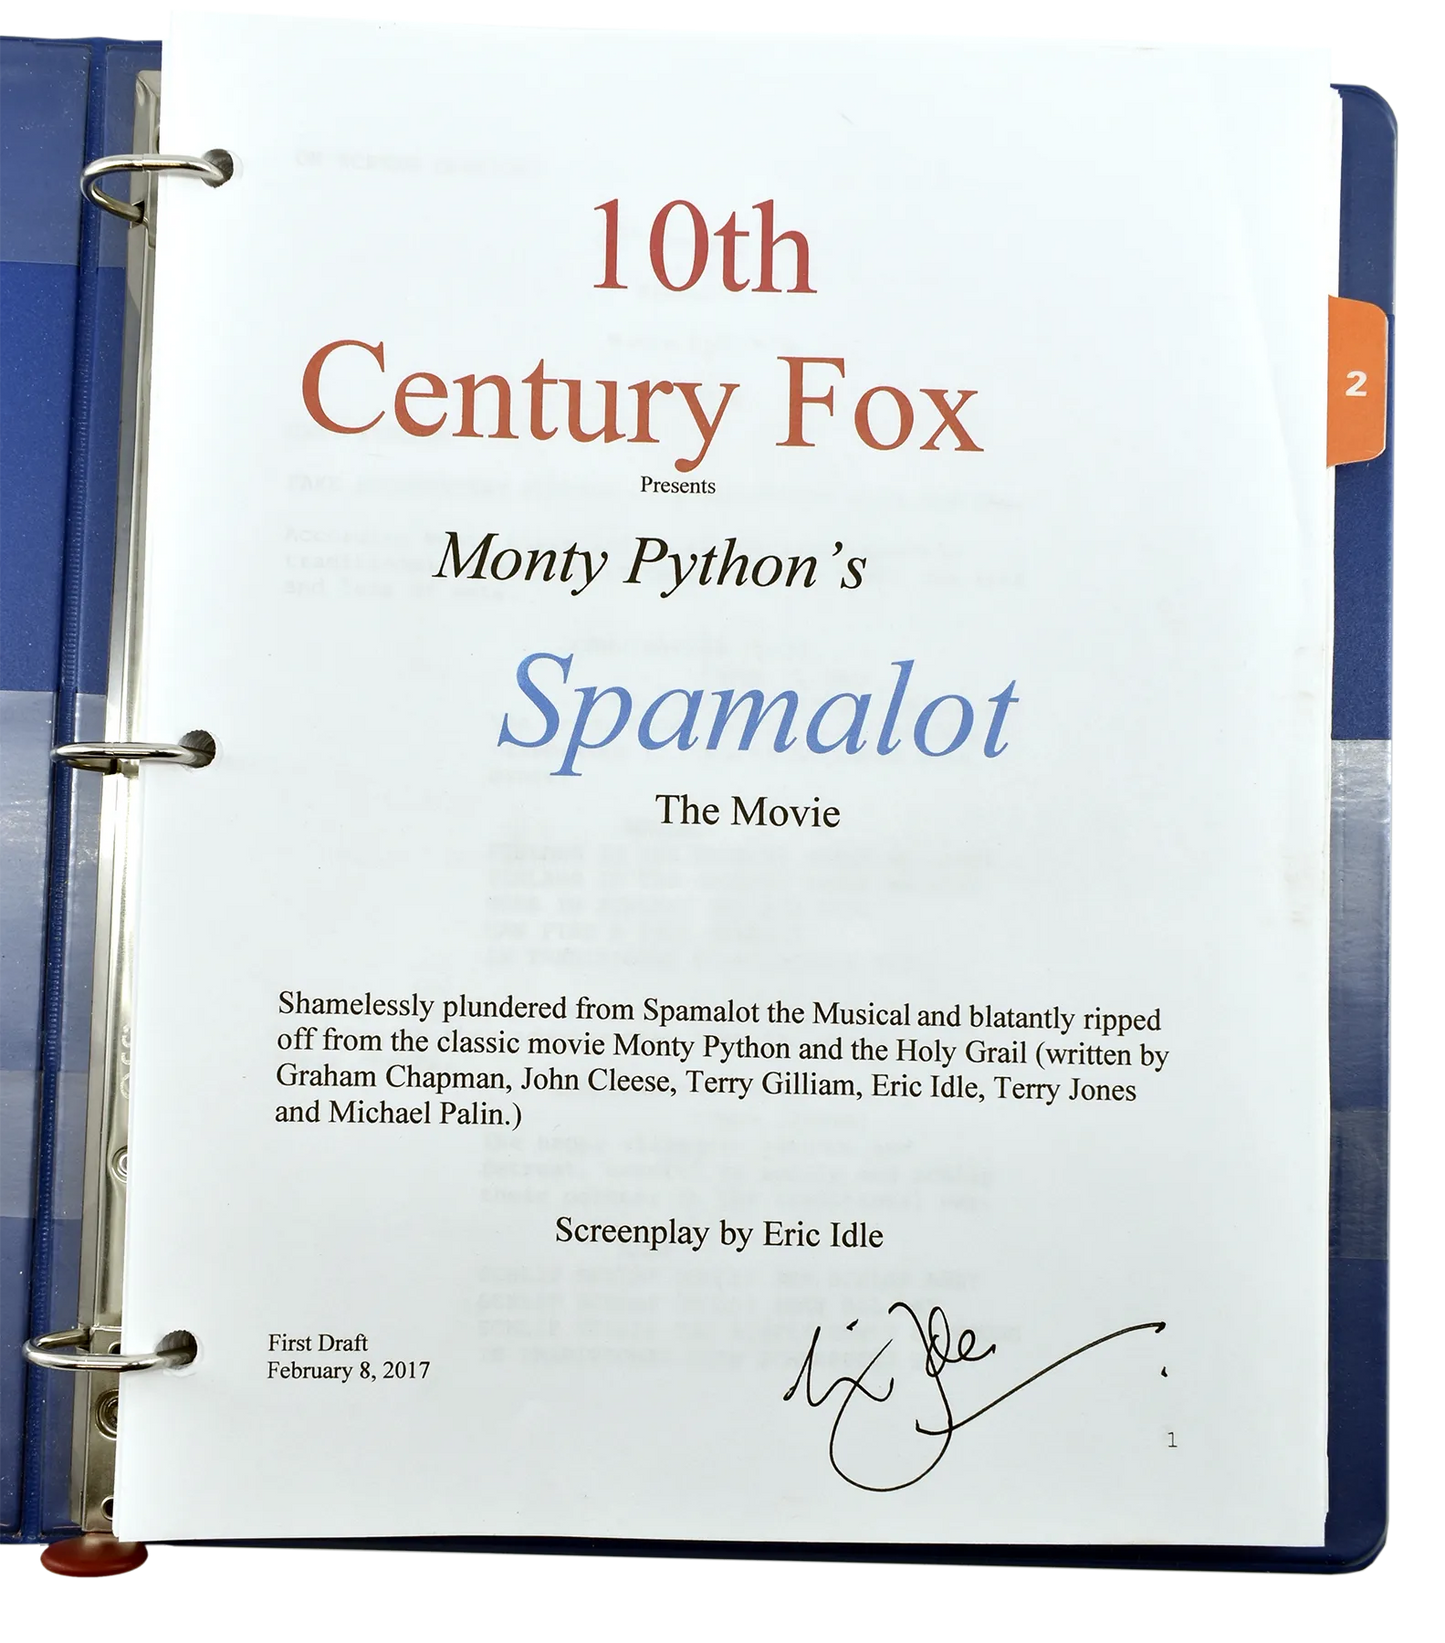 10th
Century Fox
Presents
Monty Python's
Spamalot
The Movie
Shamelessly plundered from Spamalot the Musical and blatantly ripped
off from the classic movie Monty Python and the Holy Grail (written by
Graham Chapman, John Cleese, Terry Gilliam, Eric Idle, Terry Jones
and Michael Palin.)
Screenplay by Eric Idle
First Draft
February 8, 2017
Eric Idle
1
2